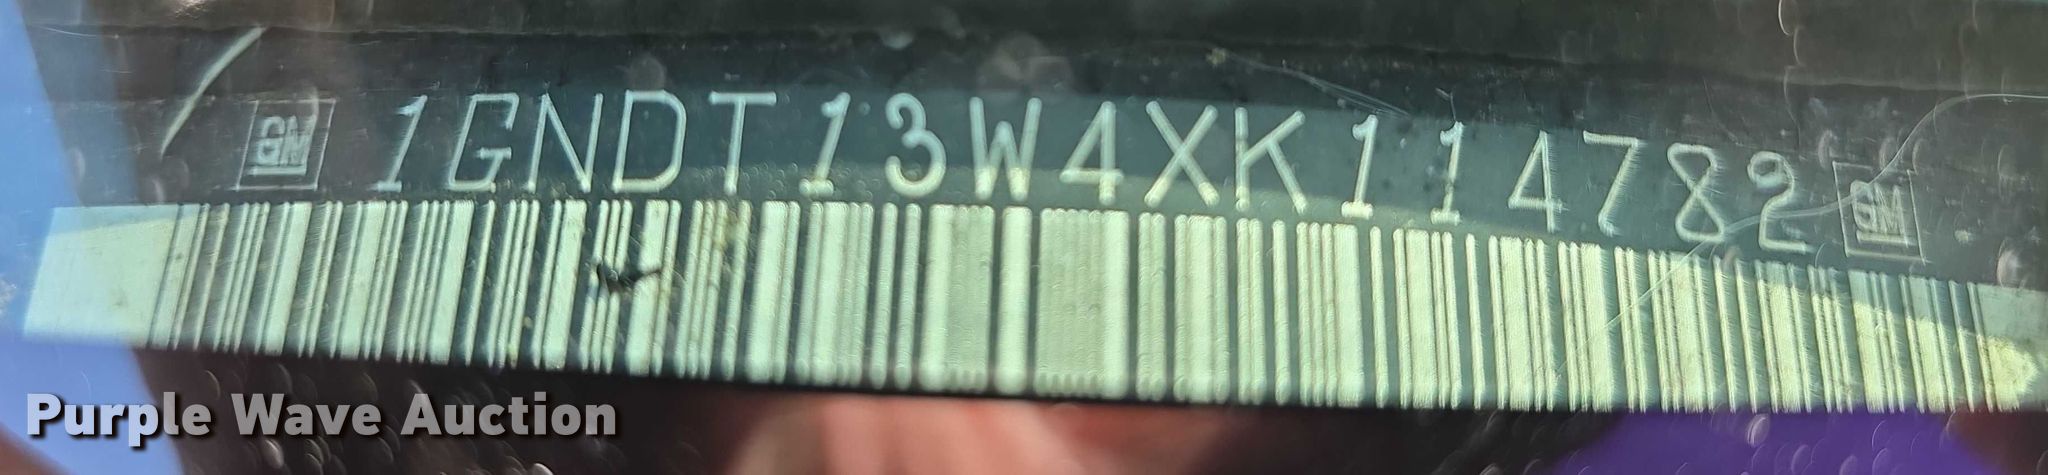 GM 1GNDT13W4XK114782 GM
Purple Wave Auction